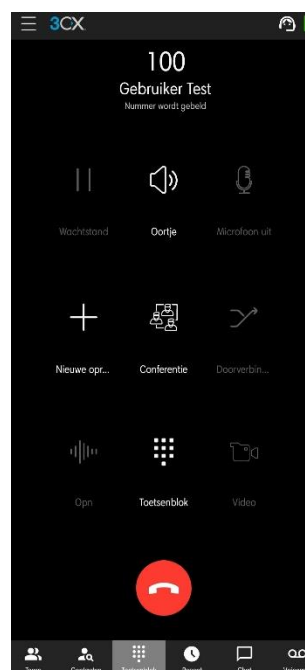 3CX
100
Gebruiker Test
Nummer wordt gebeld
Wachtstand Oortje Microfoon uit
Nieuwe opr... Conferentie Doorverbin...
Opn Toetsenblok Video
Toetsenblok Chat